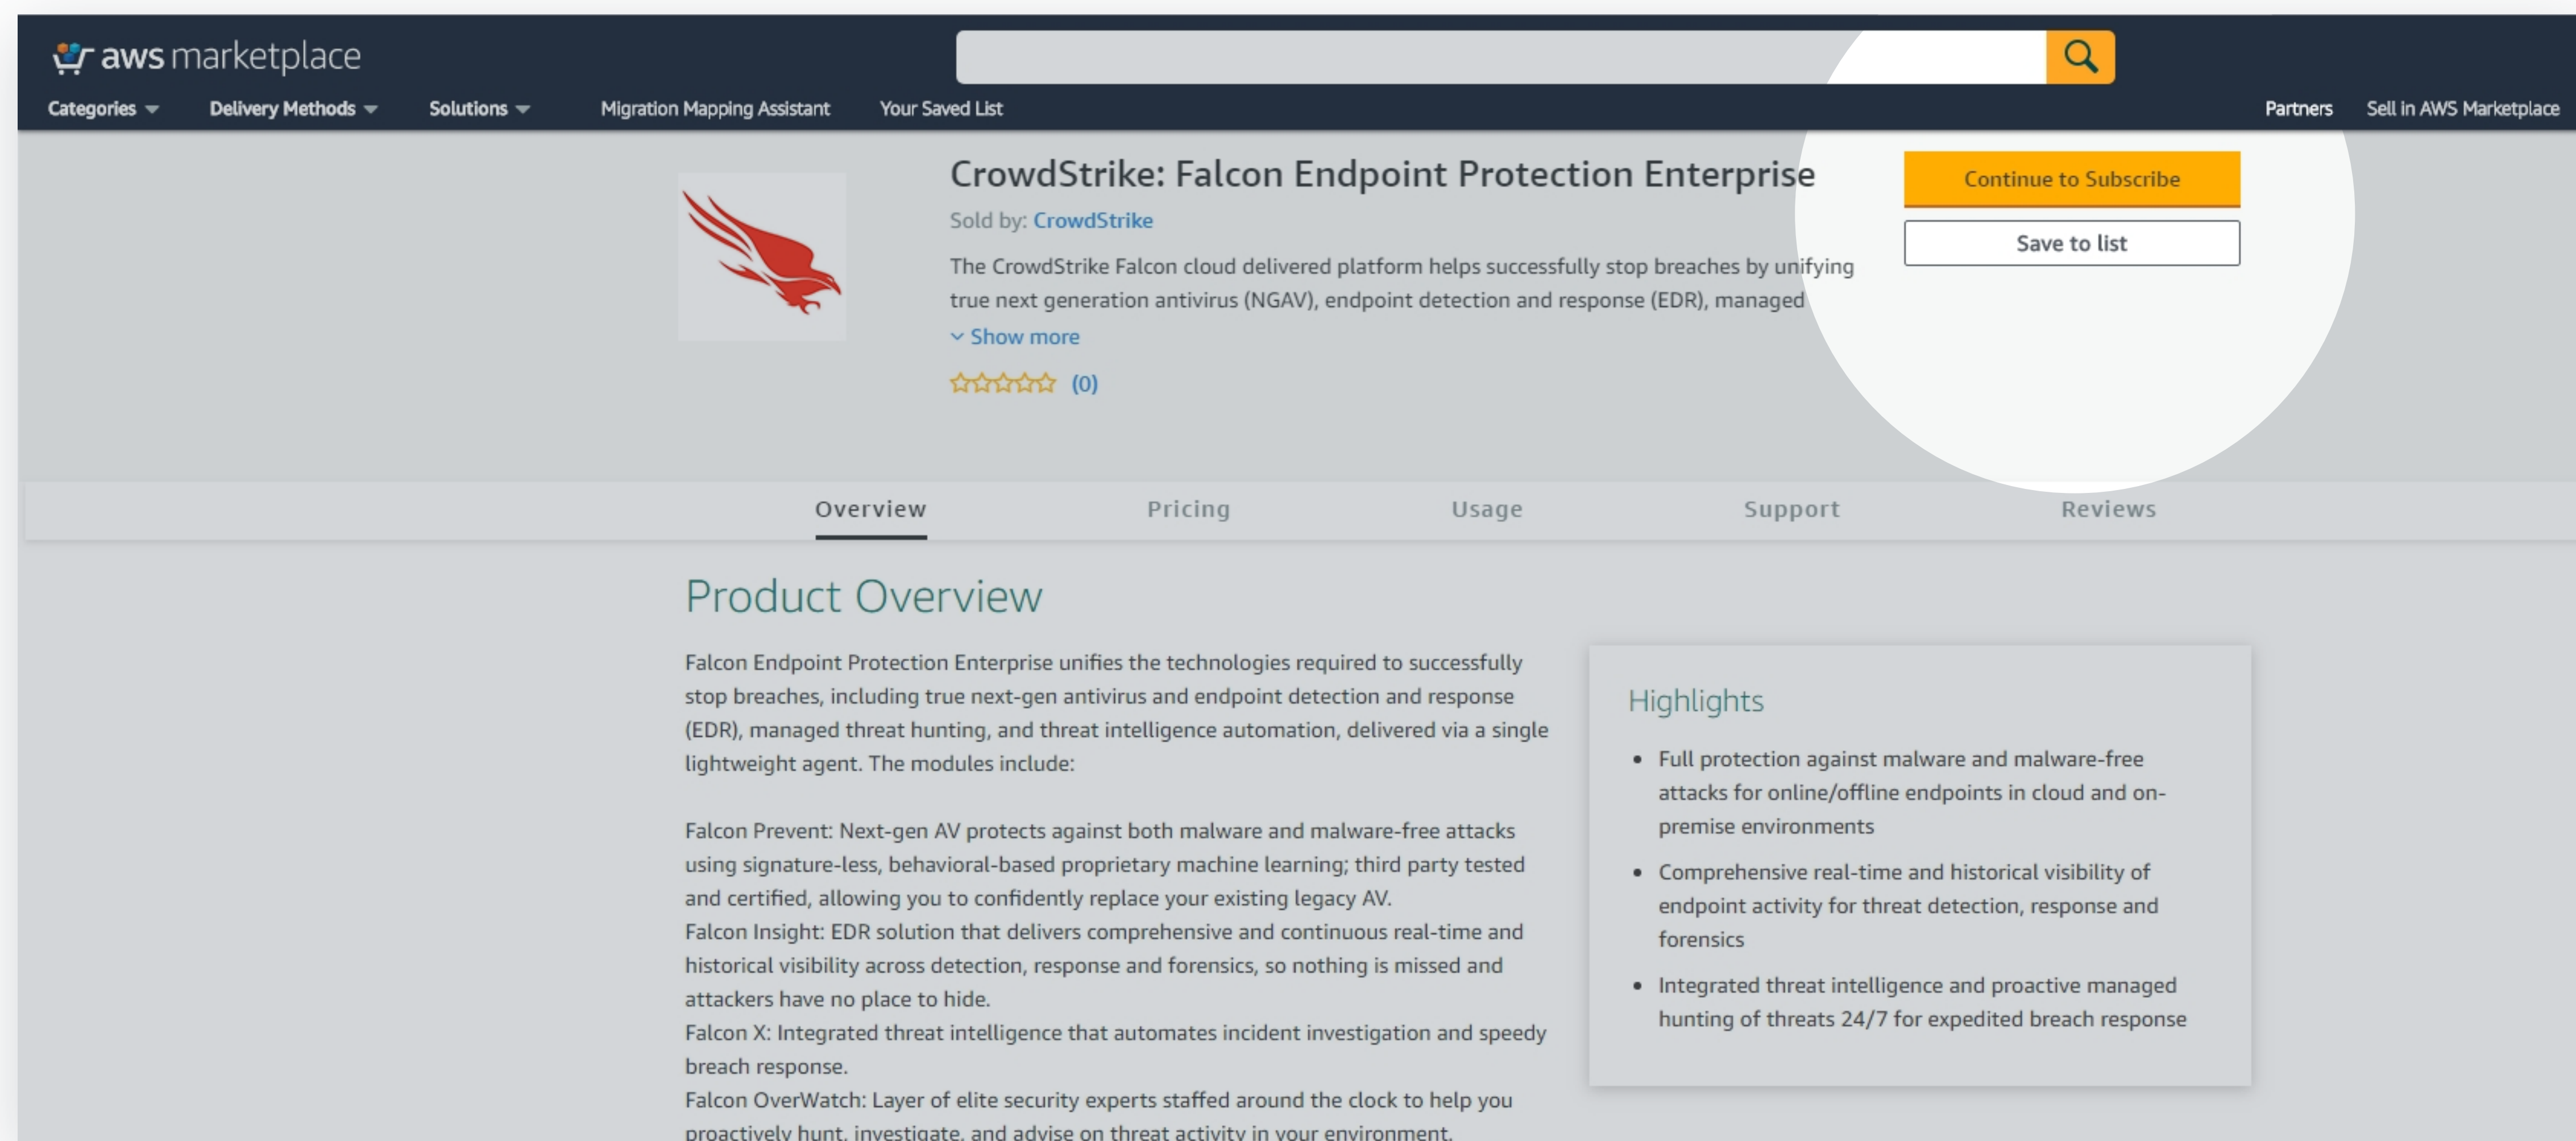 aws marketplace
Categories Delivery Methods Solutions Migration Mapping Assistant Your Saved List Partners Sell in AWS Marketplace
CrowdStrike: Falcon Endpoint Protection Enterprise
Sold by: CrowdStrike
The CrowdStrike Falcon cloud delivered platform helps successfully stop breaches by unifying
true next generation antivirus (NGAV), endpoint detection and response (EDR), managed
Show more
(0)
Continue to Subscribe
Save to list
Overview Pricing Usage Support Reviews
Product Overview
Falcon Endpoint Protection Enterprise unifies the technologies required to successfully
stop breaches, including true next-gen antivirus and endpoint detection and response
(EDR), managed threat hunting, and threat intelligence automation, delivered via a single
lightweight agent. The modules include:
Falcon Prevent: Next-gen AV protects against both malware and malware-free attacks
using signature-less, behavioral-based proprietary machine learning; third party tested
and certified, allowing you to confidently replace your existing legacy AV.
Falcon Insight: EDR solution that delivers comprehensive and continuous real-time and
historical visibility across detection, response and forensics, so nothing is missed and
attackers have no place to hide.
Falcon X: Integrated threat intelligence that automates incident investigation and speedy
breach response.
Falcon OverWatch: Layer of elite security experts staffed around the clock to help you
proactively hunt, investigate, and advise on threat activity in your environment.
Highlights
• Full protection against malware and malware-free
attacks for online/offline endpoints in cloud and on-
premise environments
• Comprehensive real-time and historical visibility of
endpoint activity for threat detection, response and
forensics
• Integrated threat intelligence and proactive managed
hunting of threats 24/7 for expedited breach response